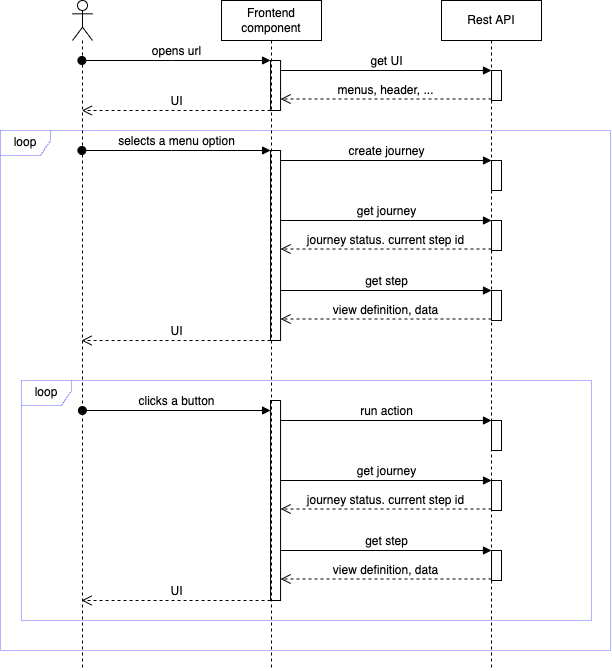 Frontend
component
Rest API
opens url
get UI
menus, header, ...
UI
loop
selects a menu option
create journey
get journey
journey status. current step id
get step
view definition, data
UI
loop
clicks a button
run action
get journey
journey status. current step id
get step
view definition, data
UI